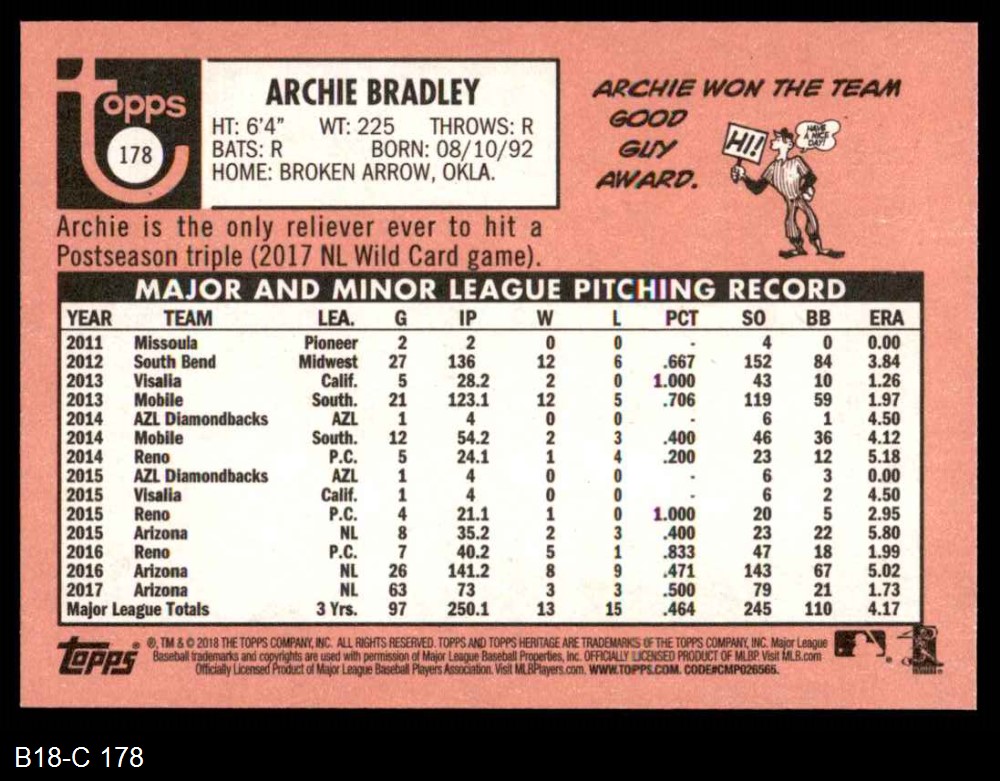 Topps
178
ARCHIE BRADLEY
HT: 6'4" WT: 225 THROWS: R
BATS: R BORN: 08/10/92
HOME: BROKEN ARROW, OKLA.
ARCHIE WON THE TEAM
GOOD
GUY
AWARD.
HI!
HAVE
A NICE
DAY!
Archie is the only reliever ever to hit a
Postseason triple (2017 NL Wild Card game).
MAJOR AND MINOR LEAGUE PITCHING RECORD
YEAR TEAM LEA. G IP W L PCT SO BB ERA
2011 Missoula Pioneer 2 2 0 0 - 4 0 0.00
2012 South Bend Midwest 27 136 12 6 .667 152 84 3.84
2013 Visalia Calif. 5 28.2 2 0 1.000 43 10 1.26
2013 Mobile South. 21 123.1 12 5 .706 119 59 1.97
2014 AZL Diamondbacks AZL 1 4 0 0 - 6 1 4.50
2014 Mobile South. 12 54.2 2 3 .400 46 36 4.12
2014 Reno P.C. 5 24.1 1 4 .200 23 12 5.18
2015 AZL Diamondbacks AZL 1 4 0 0 - 6 3 0.00
2015 Visalia Calif. 1 4 0 0 - 6 2 4.50
2015 Reno P.C. 4 21.1 1 0 1.000 20 5 2.95
2015 Arizona NL 8 35.2 2 3 .400 23 22 5.80
2016 Reno P.C. 7 40.2 5 1 .833 47 18 1.99
2016 Arizona NL 26 141.2 8 9 .471 143 67 5.02
2017 Arizona NL 63 73 3 3 .500 79 21 1.73
Major League Totals 3 Yrs. 97 250.1 13 15 .464 245 110 4.17
Topps
®, TM & © 2018 THE TOPPS COMPANY, INC. ALL RIGHTS RESERVED. TOPPS AND TOPPS HERITAGE ARE TRADEMARKS OF THE TOPPS COMPANY, INC. Major League
Baseball trademarks and copyrights are used with permission of Major League Baseball Properties, Inc. OFFICIALLY LICENSED PRODUCT OF MLBP Visit MLB.com
Officially Licensed Product of Major League Baseball Players Association. Visit MLBPlayers.com. WWW.TOPPS.COM. CODE#CMP026565.
B18-C 178